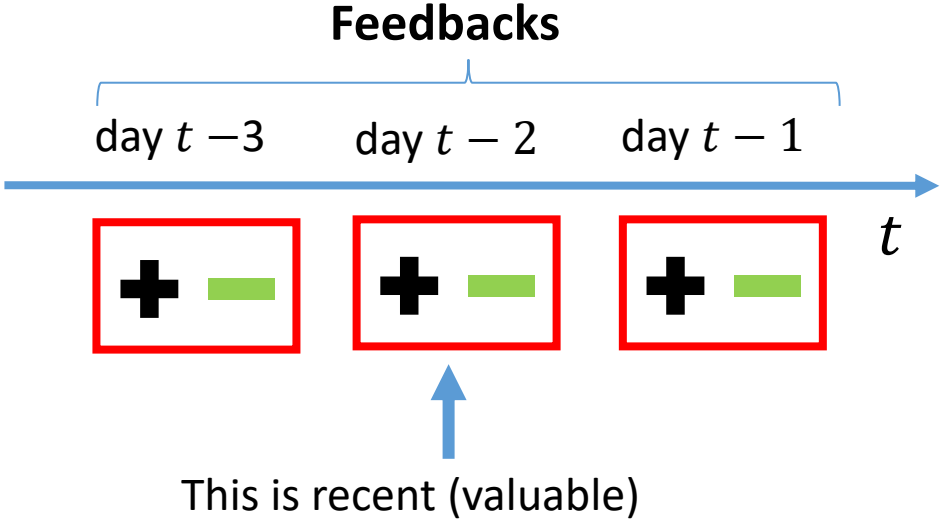 Feedbacks
day t −3 day t − 2 day t − 1
t
+ − + − + −
This is recent (valuable)